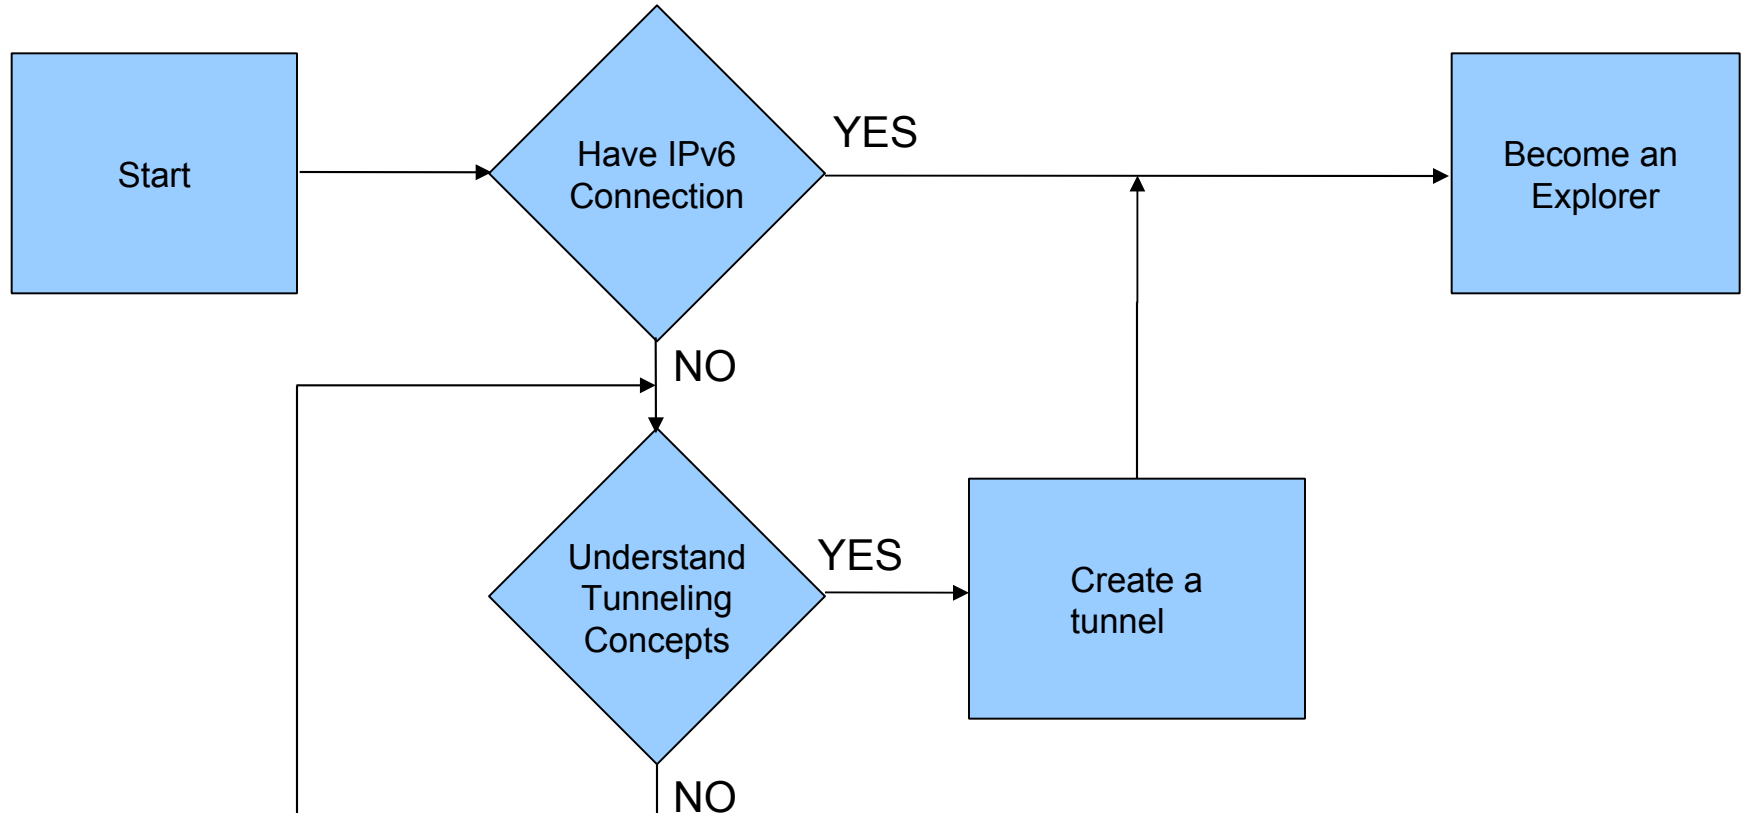 Start
Have IPv6
Connection
YES
Become an
Explorer
NO
Understand
Tunneling
Concepts
YES
Create a
tunnel
NO